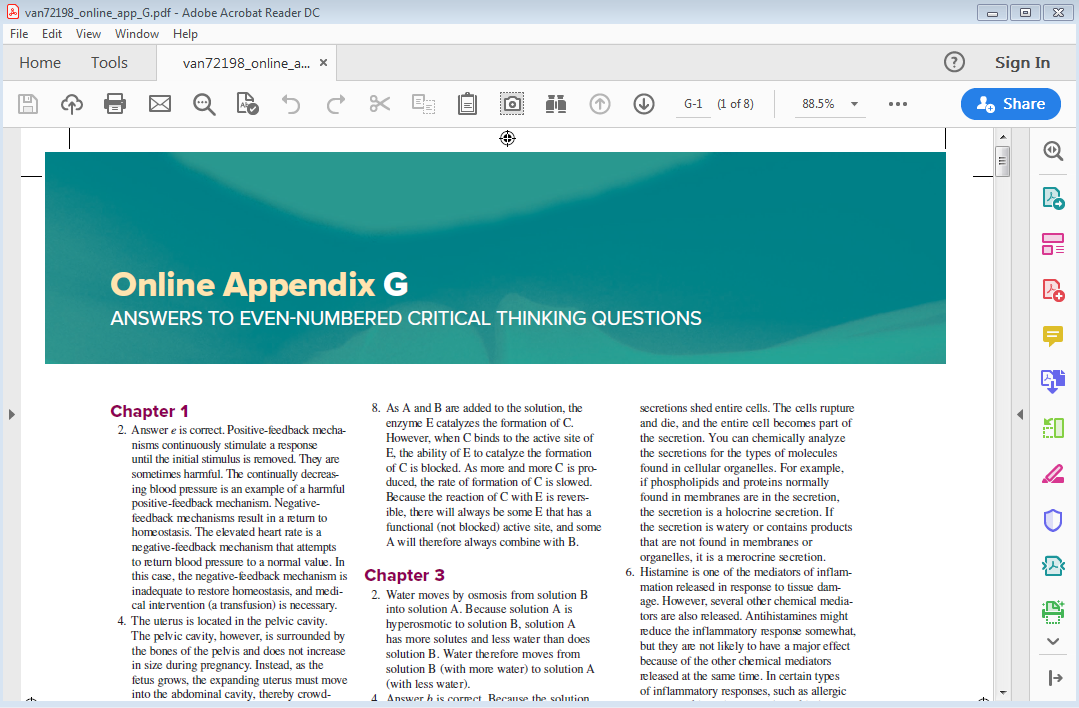 van72198_online_app_G.pdf - Adobe Acrobat Reader DC
File Edit View Window Help
Home Tools van72198_online_a... × Sign In
G-1 (1 of 8) 88.5% Share
Online Appendix G
ANSWERS TO EVEN-NUMBERED CRITICAL THINKING QUESTIONS
Chapter 1
2. Answer e is correct. Positive-feedback mecha-
nisms continuously stimulate a response
until the initial stimulus is removed. They are
sometimes harmful. The continually decreas-
ing blood pressure is an example of a harmful
positive-feedback mechanism. Negative-
feedback mechanisms result in a return to
homeostasis. The elevated heart rate is a
negative-feedback mechanism that attempts
to return blood pressure to a normal value. In
this case, the negative-feedback mechanism is
inadequate to restore homeostasis, and medi-
cal intervention (a transfusion) is necessary.
4. The uterus is located in the pelvic cavity.
The pelvic cavity, however, is surrounded by
the bones of the pelvis and does not increase
in size during pregnancy. Instead, as the
fetus grows, the expanding uterus must move
into the abdominal cavity, thereby crowd-
8. As A and B are added to the solution, the
enzyme E catalyzes the formation of C.
However, when C binds to the active site of
E, the ability of E to catalyze the formation
of C is blocked. As more and more C is pro-
duced, the rate of formation of C is slowed.
Because the reaction of C with E is revers-
ible, there will always be some E that has a
functional (not blocked) active site, and some
A will therefore always combine with B.
Chapter 3
2. Water moves by osmosis from solution B
into solution A. Because solution A is
hyperosmotic to solution B, solution A
has more solutes and less water than does
solution B. Water therefore moves from
solution B (with more water) to solution A
(with less water).
4. Answer b is correct. Because the solution
secretions shed entire cells. The cells rupture
and die, and the entire cell becomes part of
the secretion. You can chemically analyze
the secretions for the types of molecules
found in cellular organelles. For example,
if phospholipids and proteins normally
found in membranes are in the secretion,
the secretion is a holocrine secretion. If
the secretion is watery or contains products
that are not found in membranes or
organelles, it is a merocrine secretion.
6. Histamine is one of the mediators of inflam-
mation released in response to tissue dam-
age. However, several other chemical media-
tors are also released. Antihistamines might
reduce the inflammatory response somewhat,
but they are not likely to have a major effect
because of the other chemical mediators
released at the same time. In certain types
of inflammatory responses, such as allergic